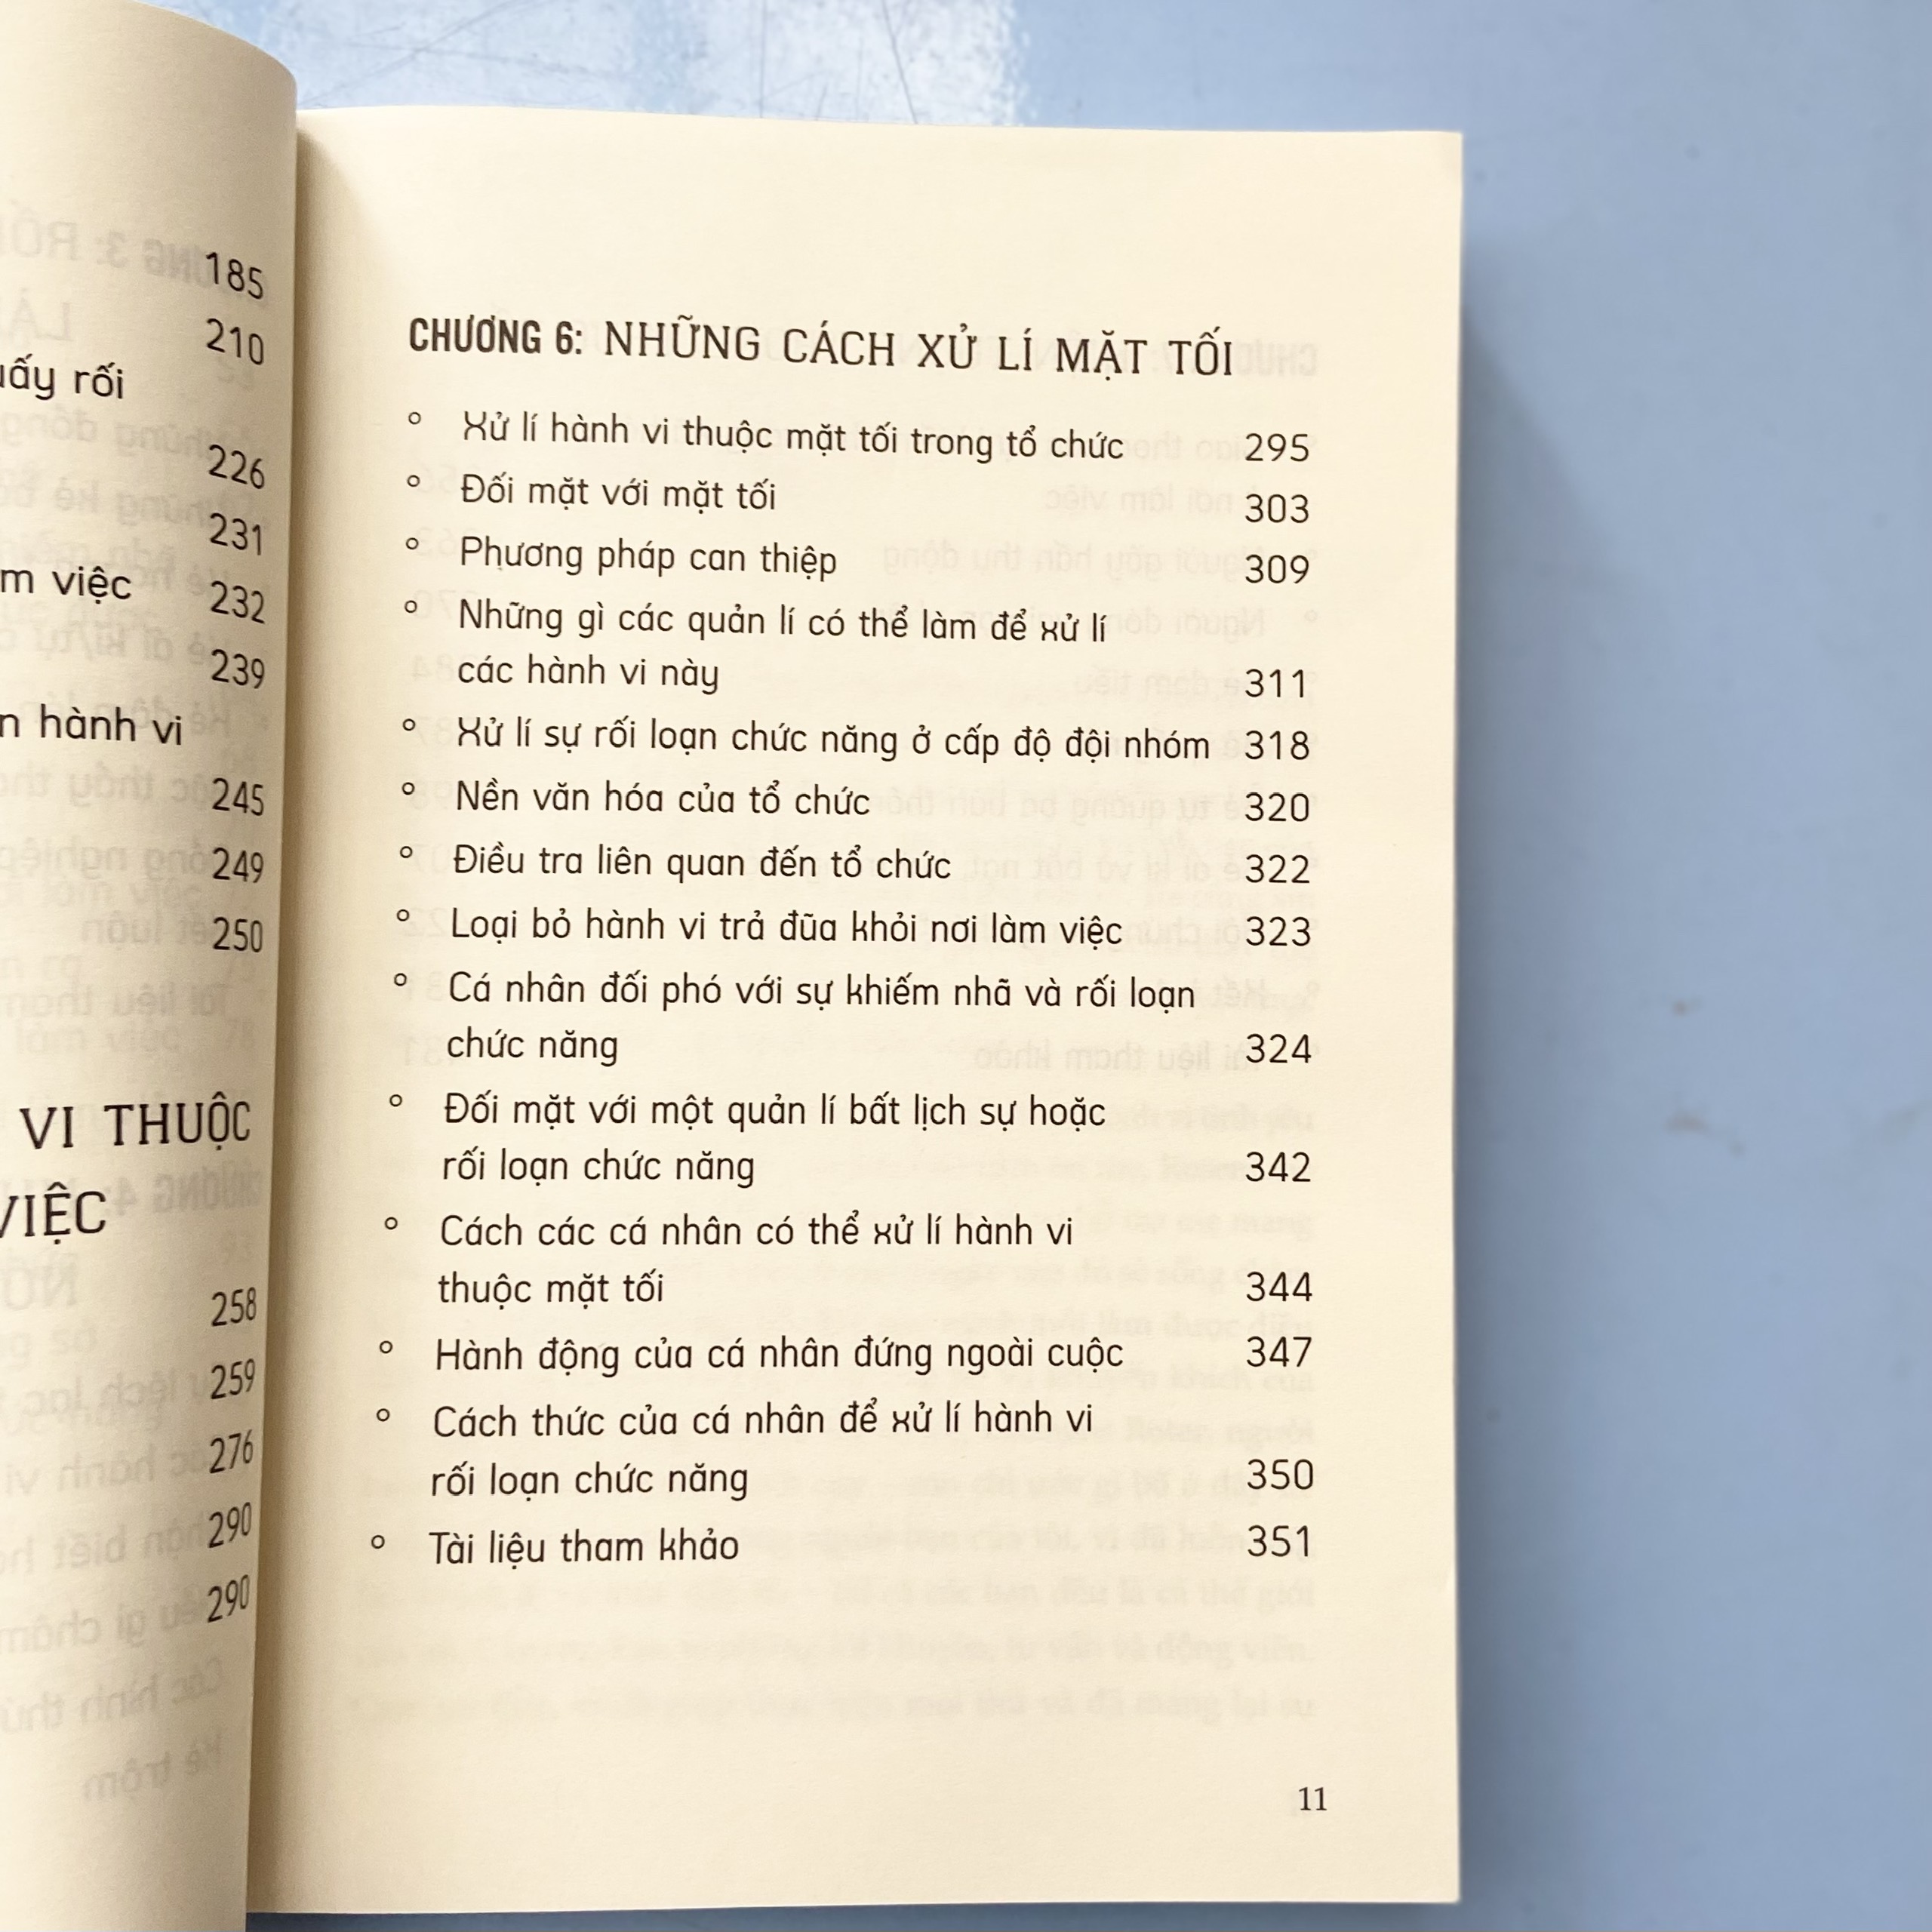 185
210
uấy rối
226
231
m việc 232
239
n hành vi
245
249
250
VI THUỘC
VIỆC
258
259
276
290
290
CHƯƠNG 6: NHỮNG CÁCH XỬ LÍ MẶT TỐI
° Xử lí hành vi thuộc mặt tối trong tổ chức 295
° Đối mặt với mặt tối 303
° Phương pháp can thiệp 309
° Những gì các quản lí có thể làm để xử lí
các hành vi này 311
° Xử lí sự rối loạn chức năng ở cấp độ đội nhóm 318
° Nền văn hóa của tổ chức 320
° Điều tra liên quan đến tổ chức 322
° Loại bỏ hành vi trả đũa khỏi nơi làm việc 323
° Cá nhân đối phó với sự khiếm nhã và rối loạn
chức năng 324
° Đối mặt với một quản lí bất lịch sự hoặc
rối loạn chức năng 342
° Cách các cá nhân có thể xử lí hành vi
thuộc mặt tối 344
° Hành động của cá nhân đứng ngoài cuộc 347
° Cách thức của cá nhân để xử lí hành vi
rối loạn chức năng 350
° Tài liệu tham khảo 351
11